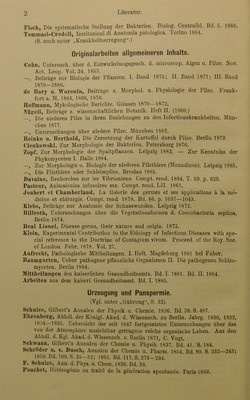 2 Literatur.
Flach, Die systematische Stellung der Bakterien. Biolog. Centralbl. Bd. 5. 1885.
Tommasi-Crudeli, Instituzioni di Anatomia patologica. Torino 1884.
(S. auch unter „Krankheitserregung“.)
Originalarbeiten allgemeineren Inhalts.
Cohn, Untersuch. über d. Entwickelungsgesch. d. microscop. Algen u. Pilze. Nov.
Act. Leop. Vol. 24. 1853.
—, Beiträge zur Biologie der Pflanzen. I. Band 1875; II. Band 1877; III. Band
1879—1886.
de Bary u. Woronin, Beiträge z. Morphol. u. Physiologie der Pilze. Frank-
furt a. M. 1864, 1866, 1870.
Hoffmann, Mykologische Berichte. Giessen 1870—1872.
Nägeli, Beiträge z. wissenschaftlichen Botanik. Heft II. (1860.)
—, Die niederen Pilze in ihren Beziehungen zu den Infectionskrankheiten. Mün-
chen 1877.
—, Untersuchungen über niedere Pilze. München 1882.
Reinke u. Berthold, Die Zersetzung der Kartoffel durch Pilze. Berlin 1879.
Cienkowski, Zur Morphologie der Bakterien. Petersburg 1876.
Zopf, Zur Morphologie der Spaltpflanzen. Leipzig 1882. — Zur Kenntniss der
Phykomyceten I. Halle 1884.
—, Zur Morphologie u. Biologie der niederen Pilzthiere (Monadinen). Leipzig 1885.
—, Die Pilzthiere oder Schleimpilze. Breslau 1885.
Duclaux, Recherches sur les Vibrioniens. Compt. rend. 1884, T. 10. p. 629.
Pasteur, Animalcules infusoires etc. Compt. rend. LII. 1861.
Joubert et Chamberland, La théorie des germes et ses applications à la mé-
decine et chirurgie. Compt. rend. 1878. Bd. 86. p. 1037—1043.
Klebs, Beiträge zur Anatomie der Schusswunden. Leipzig 1872.
Billroth, Untersuchungen über die Vegetationsformen d. Coccobacteria septica.
Berlin 1874.
Beal Lionel, Disease germs, their nature and origin. 1872.
Klein, Experimental Contribution to the Etiology of Infectious Diseases with spe-
cial reference to the Doctrine of Contagium vivum. Proceed. of the Roy. Soc.
of London. Febr. 1878. Vol. 27.
Aufrecht, Pathologische Mittheilungen. I. Heft. Magdeburg 1881 bei Faber.
Baumgarten, Ueber pathogene pflanzliche Organismen II. Die pathogenen Schizo-
myceten. Berlin 1884.
Mittheilungen des kaiserlichen Gesundheitsamts. Bd. I. 1881. Bd. II. 1884.
Arbeiten aus dem kaiserl. Gesundheitsamt. Bd. I. 1885.
Urzeugung und Panspermie.
(Vgl. unter „Gährung“, S. 32).
Schulze, Gilbert's Annalen der Physik u. Chemie. 1836. Bd. 39. S. 487.
Ehrenberg, Abhdl. der Königl. Akad. d. Wissensch. zu Berlin. Jahrg. 1830, 1832,
1834—1836. Uebersicht der seit 1847 fortgesetzten Untersuchungen über das
von der Atmosphäre unsichtbar getragene reiche organische Leben. Aus den
Abhdl. d. Kgl. Akad. d. Wissensch. z. Berlin 1871, C. Vogt.
Schwann, Gilbert's Annalen der Chemie u. Physik. 1837. Bd. 41. S. 184.
Schröder u. v. Dusch, Annalen der Chemie u. Pharm. 1854. Bd. 89. S. 232—243;
1859. Bd. 109. S. 35—52; 1861. Bd. 117. S. 273—294.
F. Schulze, Ann. d. Phys. u. Chem. 1836. Bd. 39.
Pouchet, Hétérogénie ou traité de la génération spontanée. Paris 1859.